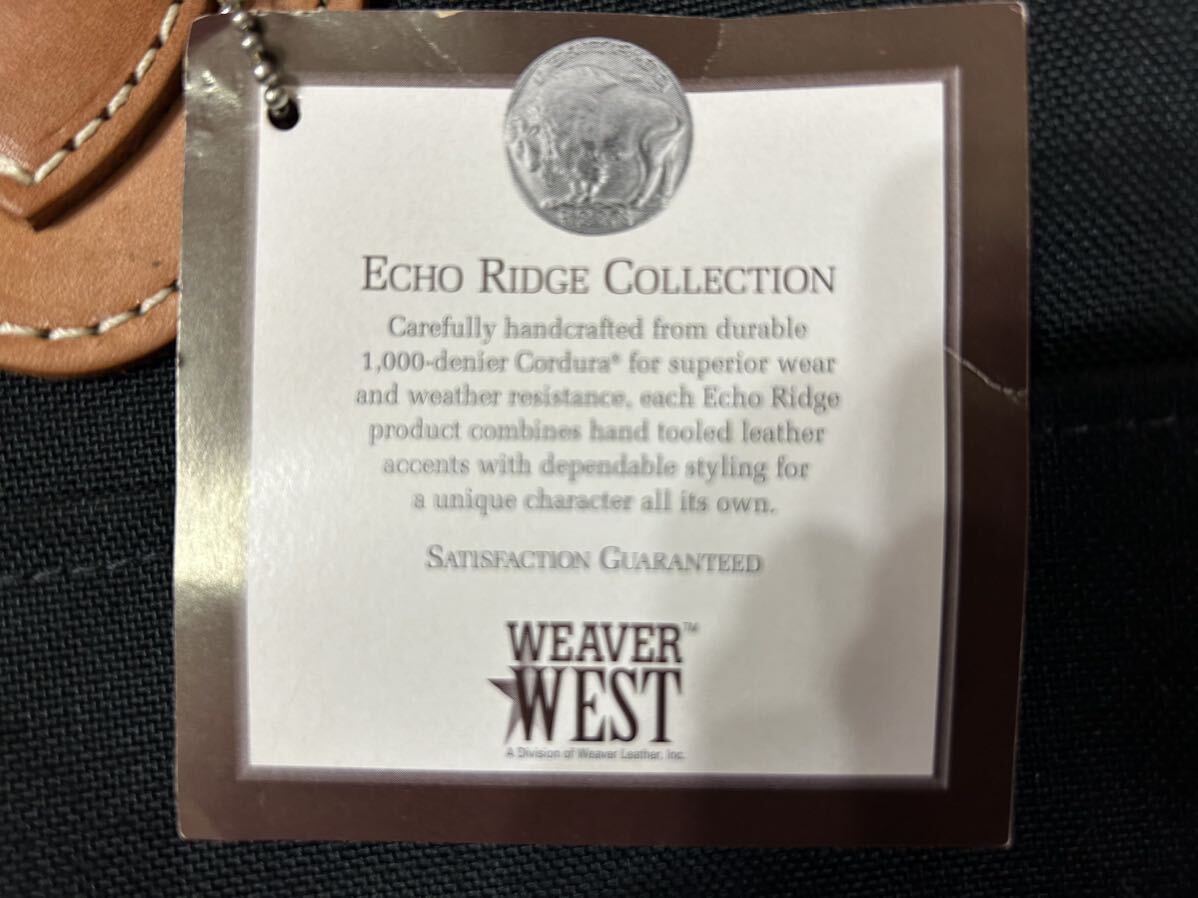 ECHO RIDGE COLLECTION
Carefully handcrafted from durable
1,000-denier Cordura® for superior wear
and weather resistance, each Echo Ridge
product combines hand tooled leather
accents with dependable styling for
a unique character all its own.
SATISFACTION GUARANTEED
WEAVER™
WEST
A Division of Weaver Leather, Inc.